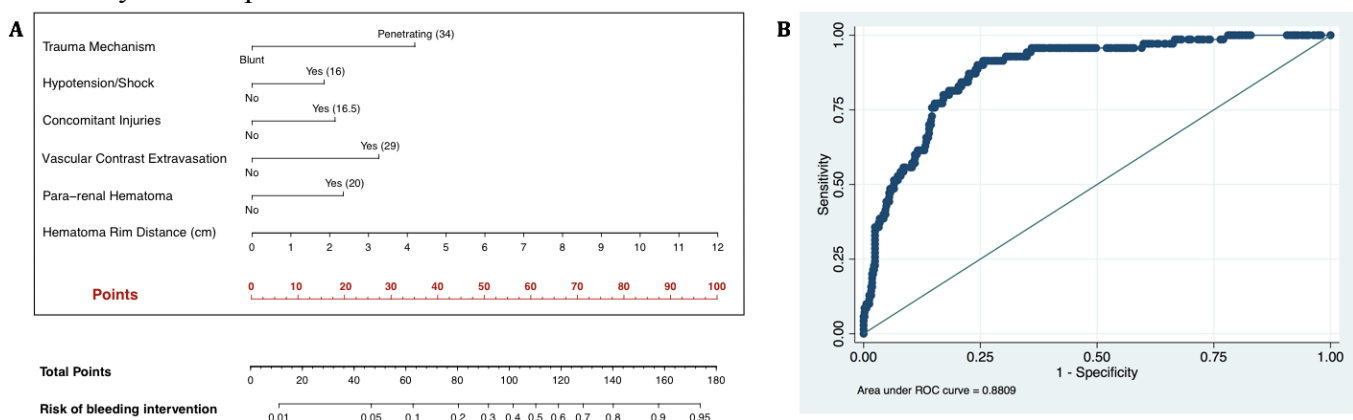 A
Trauma Mechanism
Penetrating (34)
Blunt
Hypotension/Shock
Yes (16)
No
Concomitant Injuries
Yes (16.5)
No
Vascular Contrast Extravasation
Yes (29)
No
Para-renal Hematoma
Yes (20)
No
Hematoma Rim Distance (cm)
0 1 2 3 4 5 6 7 8 9 10 11 12
Points
0 10 20 30 40 50 60 70 80 90 100
Total Points
0 20 40 60 80 100 120 140 160 180
Risk of bleeding intervention
0.01 0.05 0.1 0.2 0.3 0.4 0.5 0.6 0.7 0.8 0.9 0.95
B
Sensitivity
1.00
0.75
0.50
0.25
0.00
0.00 0.25 0.50 0.75 1.00
1 - Specificity
Area under ROC curve = 0.8809